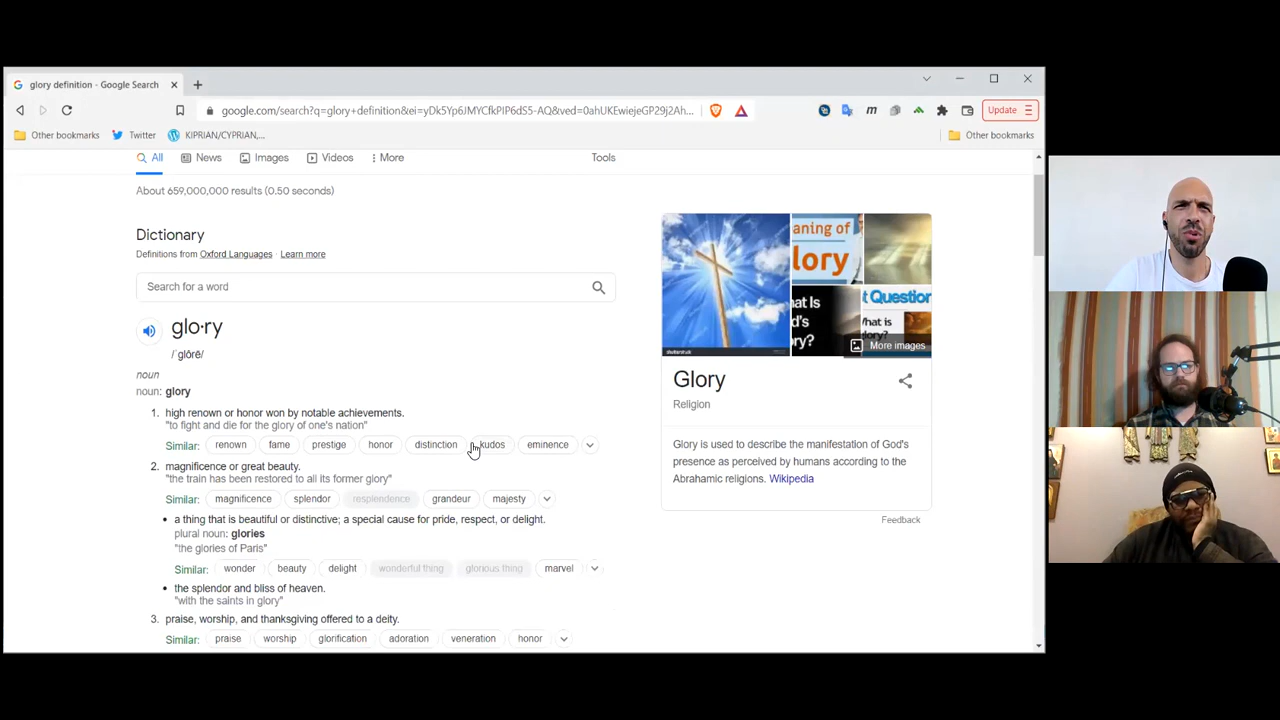 glory definition - Google Search
google.com/search?q=glory+definition&ei=yDk5Yp6JMYCfkPIP6dS5-AQ&ved=0ahUKEwiejeGP29j2Ah...
Update
Other bookmarks
Twitter
KIPRIAN/CYPRIAN,...
Other bookmarks
All
News
Images
Videos
More
Tools
About 659,000,000 results (0.50 seconds)
Dictionary
Definitions from Oxford Languages · Learn more
Search for a word
glo·ry
/ˈɡlôrē/
noun
noun: glory
1. high renown or honor won by notable achievements.
"to fight and die for the glory of one's nation"
Similar: renown fame prestige honor distinction kudos eminence
2. magnificence or great beauty.
"the train has been restored to all its former glory"
Similar: magnificence splendor resplendence grandeur majesty
• a thing that is beautiful or distinctive; a special cause for pride, respect, or delight.
plural noun: glories
"the glories of Paris"
Similar: wonder beauty delight wonderful thing glorious thing marvel
• the splendor and bliss of heaven.
"with the saints in glory"
3. praise, worship, and thanksgiving offered to a deity.
Similar: praise worship glorification adoration veneration honor
aning of
lory
hat Is
d's
ry?
t Question
hat is
lory?
More images
Glory
Religion
Glory is used to describe the manifestation of God's
presence as perceived by humans according to the
Abrahamic religions. Wikipedia
Feedback